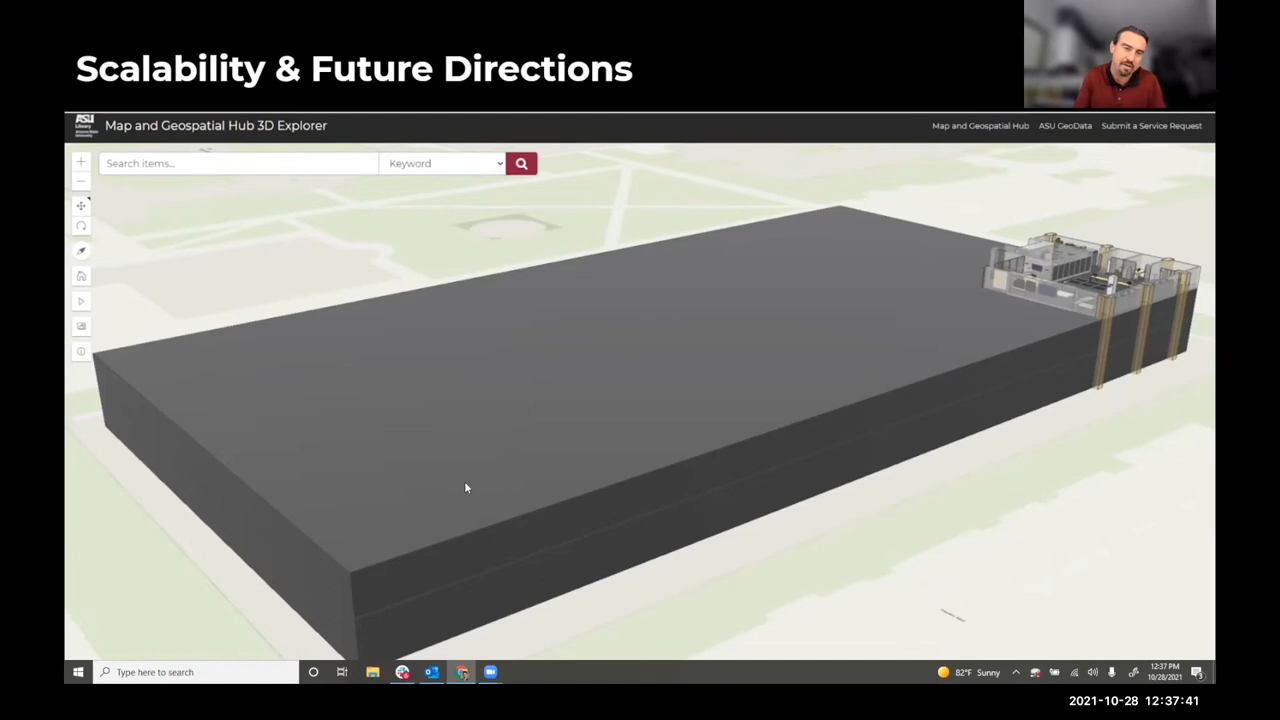 Scalability & Future Directions
ASU
Library
Map and Geospatial Hub 3D Explorer
Map and Geospatial Hub
ASU GeoData
Submit a Service Request
Search items...
Keyword
Type here to search
82°F Sunny
12:37 PM
10/28/2021
2021-10-28 12:37:41